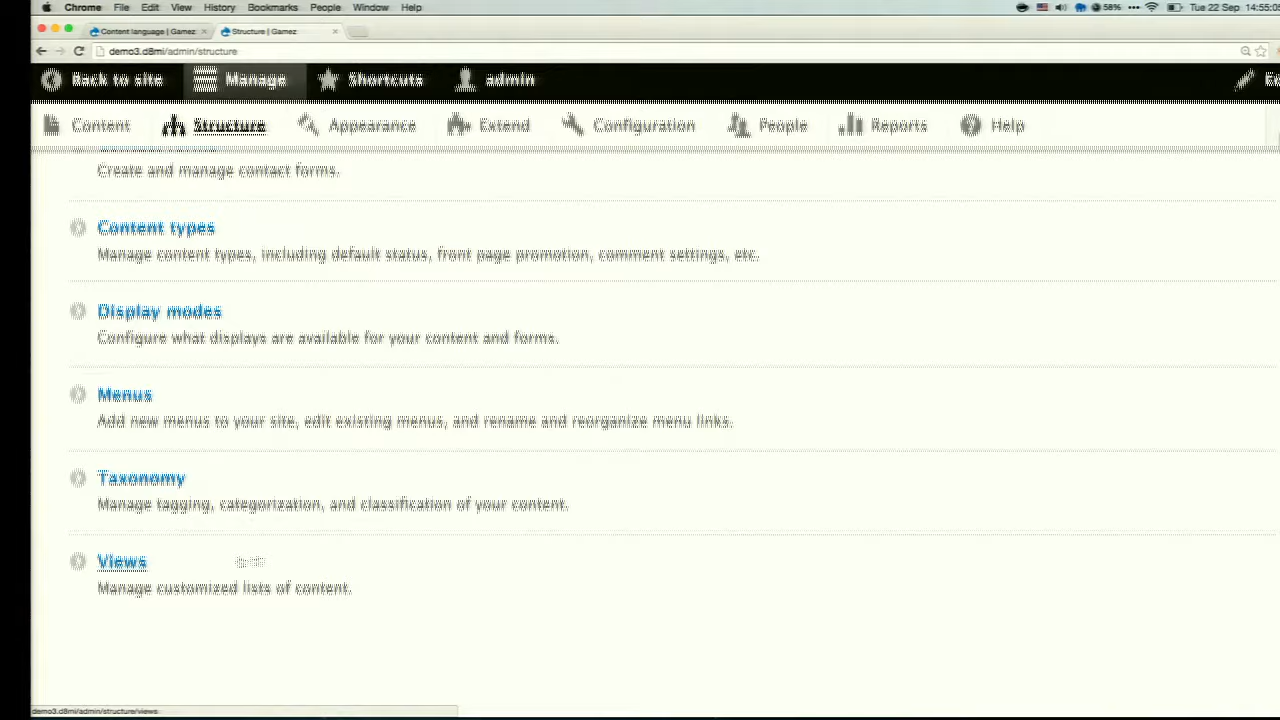 Chrome File Edit View History Bookmarks People Window Help 58% Tue 22 Sep 14:55:05
Content language | Gamez Structure | Gamez
demo3.d8mi/admin/structure
Back to site Manage Shortcuts admin
Content Structure Appearance Extend Configuration People Reports Help
Create and manage contact forms.
Content types
Manage content types, including default status, front page promotion, comment settings, etc.
Display modes
Configure what displays are available for your content and forms.
Menus
Add new menus to your site, edit existing menus, and rename and reorganize menu links.
Taxonomy
Manage tagging, categorization, and classification of your content.
Views
Manage customized lists of content.
demo3.d8mi/admin/structure/views